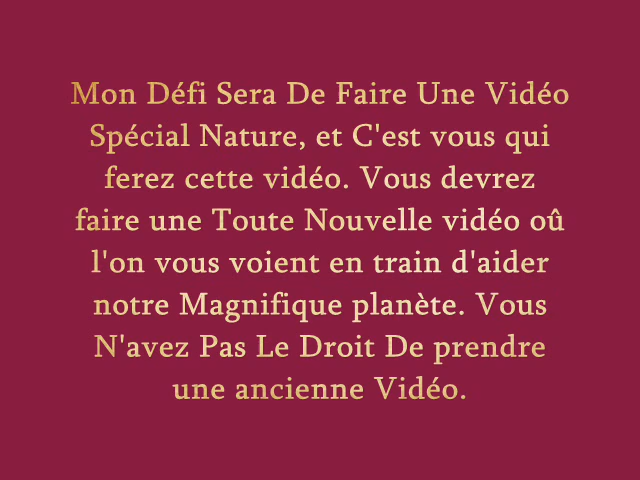 Mon Défi Sera De Faire Une Vidéo
Spécial Nature, et C'est vous qui
ferez cette vidéo. Vous devrez
faire une Toute Nouvelle vidéo oû
l'on vous voient en train d'aider
notre Magnifique planète. Vous
N'avez Pas Le Droit De prendre
une ancienne Vidéo.